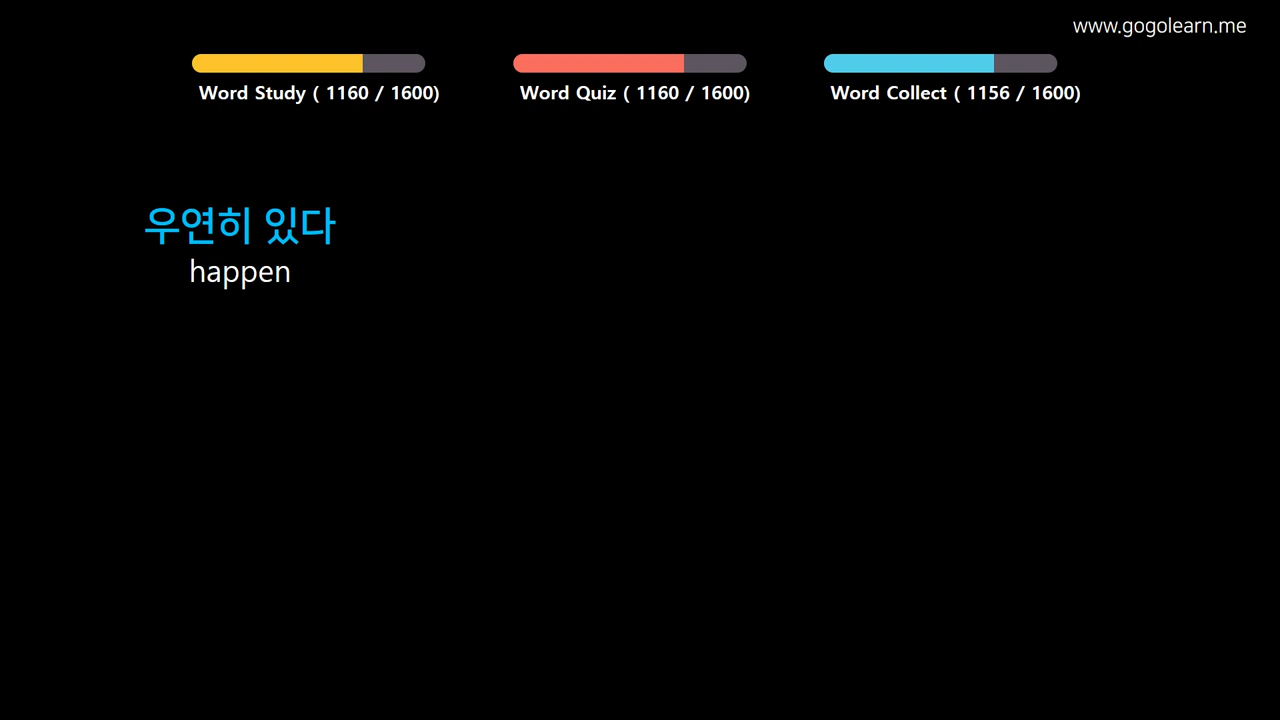 www.gogolearn.me
Word Study ( 1160 / 1600)
Word Quiz ( 1160 / 1600)
Word Collect ( 1156 / 1600)
우연히 있다
happen